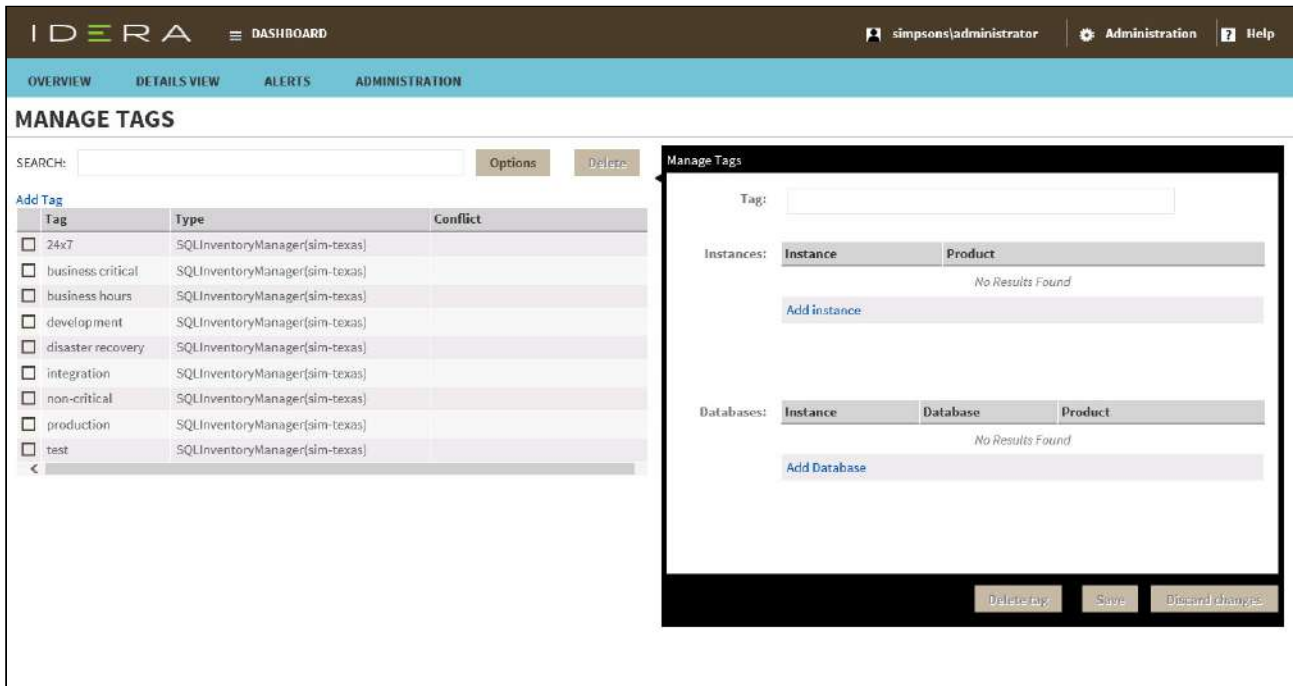 IDERA DASHBOARD simpsons\administrator Administration ? Help
OVERVIEW DETAILS VIEW ALERTS ADMINISTRATION
MANAGE TAGS
SEARCH: Options Delete
Add Tag
Tag Type Conflict
24x7 SQLInventoryManager(sim-texas)
business critical SQLInventoryManager(sim-texas)
business hours SQLInventoryManager(sim-texas)
development SQLInventoryManager(sim-texas)
disaster recovery SQLInventoryManager(sim-texas)
integration SQLInventoryManager(sim-texas)
non-critical SQLInventoryManager(sim-texas)
production SQLInventoryManager(sim-texas)
test SQLInventoryManager(sim-texas)
Manage Tags
Tag:
Instances: Instance Product
No Results Found
Add instance
Databases: Instance Database Product
No Results Found
Add Database
Delete tag Save Discard changes